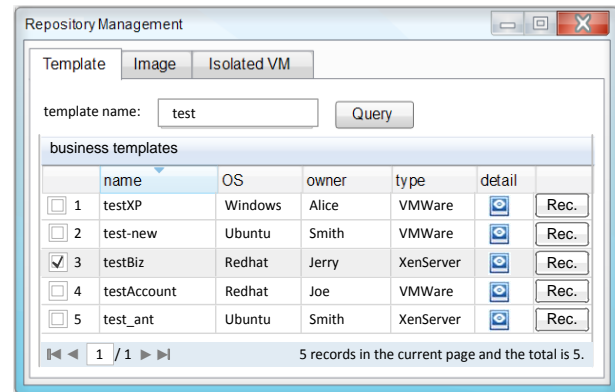 Repository Management
Template Image Isolated VM
template name: test Query
business templates
name OS owner type detail
1 testXP Windows Alice VMWare Rec.
2 test-new Ubuntu Smith VMWare Rec.
3 testBiz Redhat Jerry XenServer Rec.
4 testAccount Redhat Joe VMWare Rec.
5 test_ant Ubuntu Smith XenServer Rec.
1 / 1 5 records in the current page and the total is 5.